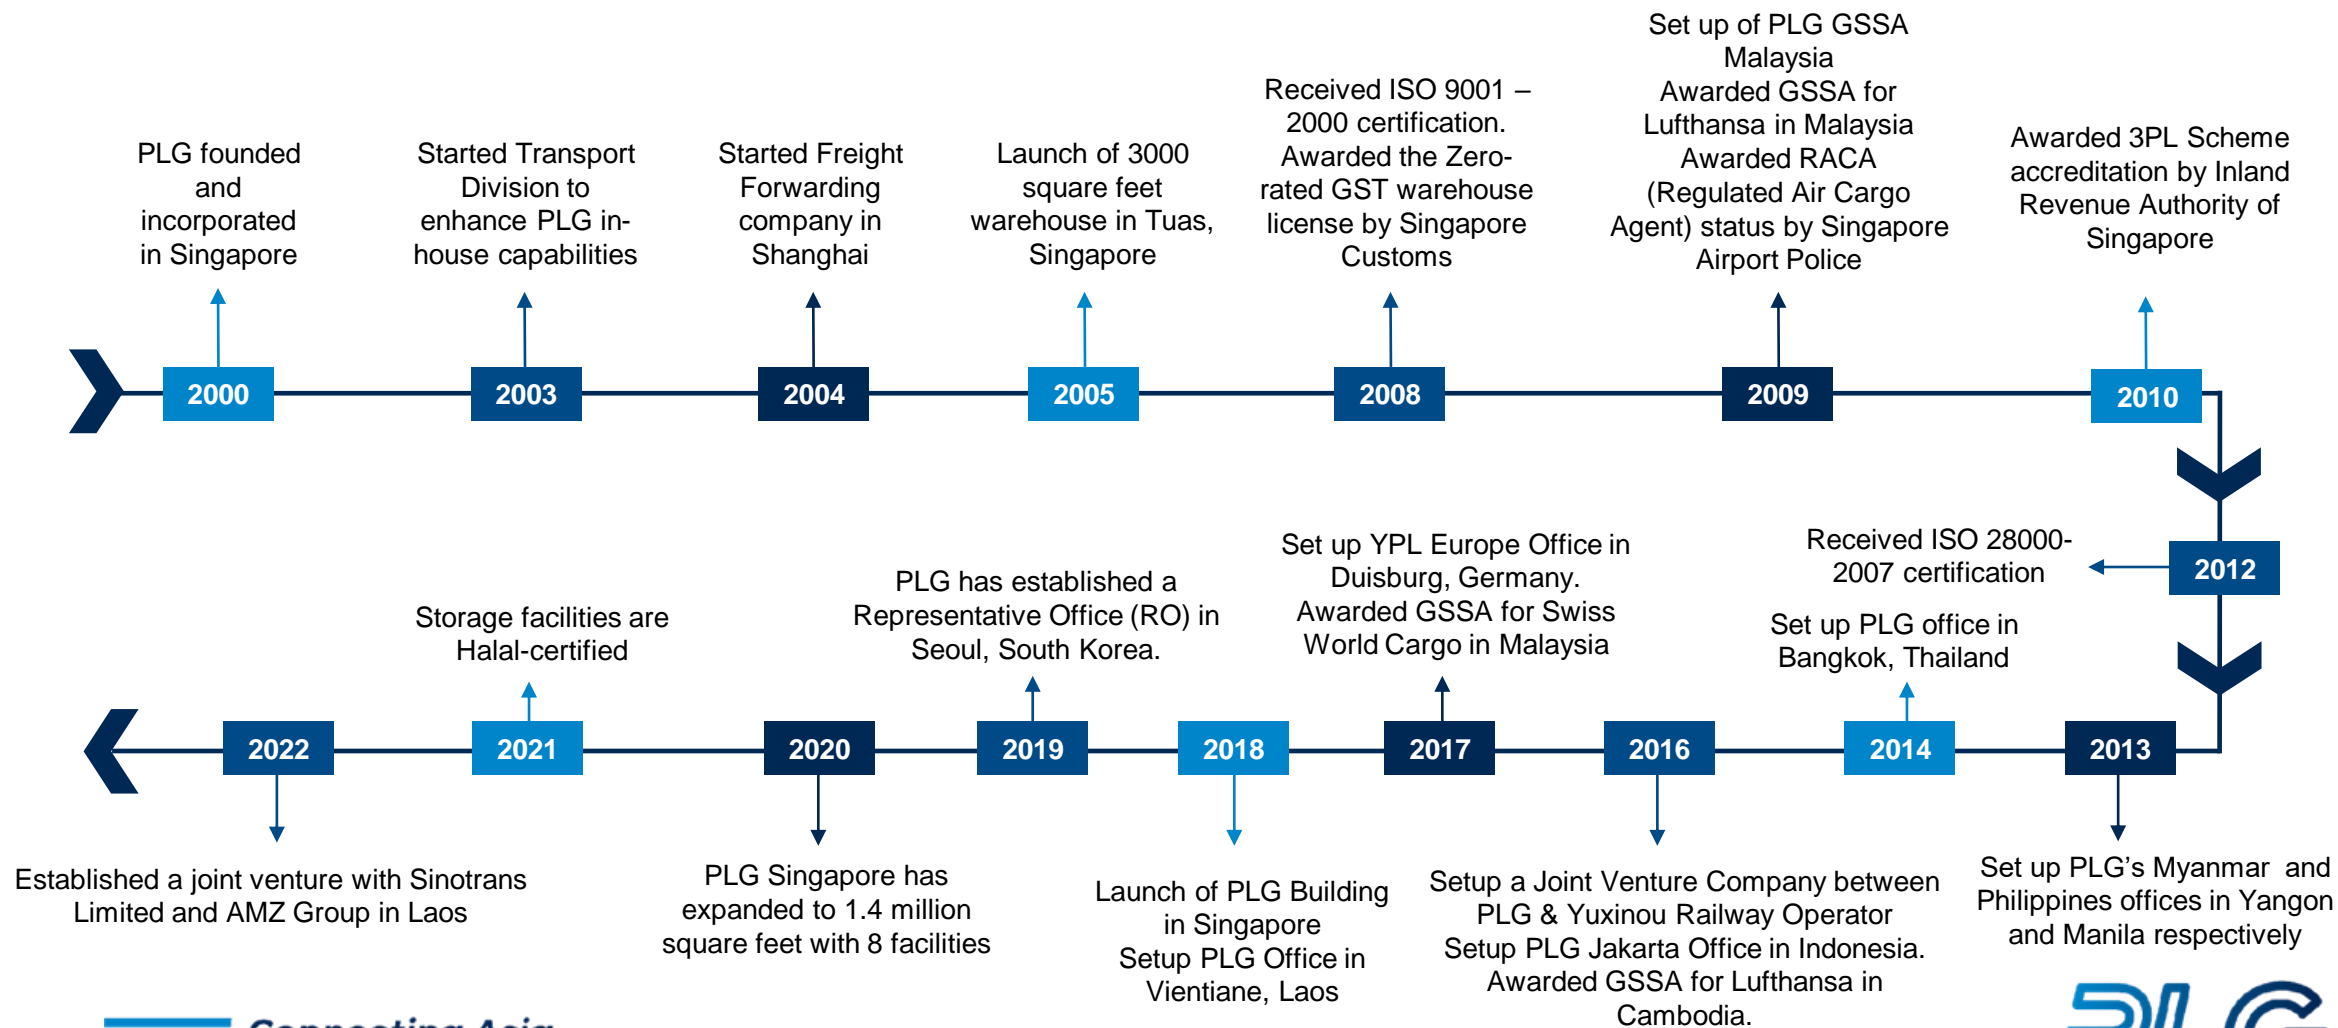 PLG founded
and
incorporated
in Singapore
2000
Started Transport
Division to
enhance PLG in-
house capabilities
2003
Started Freight
Forwarding
company in
Shanghai
2004
Launch of 3000
square feet
warehouse in Tuas,
Singapore
2005
Received ISO 9001 –
2000 certification.
Awarded the Zero-
rated GST warehouse
license by Singapore
Customs
2008
Set up of PLG GSSA
Malaysia
Awarded GSSA for
Lufthansa in Malaysia
Awarded RACA
(Regulated Air Cargo
Agent) status by Singapore
Airport Police
2009
Awarded 3PL Scheme
accreditation by Inland
Revenue Authority of
Singapore
2010
Received ISO 28000-
2007 certification
2012
Set up PLG’s Myanmar and
Philippines offices in Yangon
and Manila respectively
2013
Set up PLG office in
Bangkok, Thailand
2014
2016
Setup a Joint Venture Company between
PLG & Yuxinou Railway Operator
Setup PLG Jakarta Office in Indonesia.
Awarded GSSA for Lufthansa in
Cambodia.
Set up YPL Europe Office in
Duisburg, Germany.
Awarded GSSA for Swiss
World Cargo in Malaysia
2017
2018
Launch of PLG Building
in Singapore
Setup PLG Office in
Vientiane, Laos
PLG has established a
Representative Office (RO) in
Seoul, South Korea.
2019
2020
PLG Singapore has
expanded to 1.4 million
square feet with 8 facilities
Storage facilities are
Halal-certified
2021
2022
Established a joint venture with Sinotrans
Limited and AMZ Group in Laos
Connecting Asia
PLG